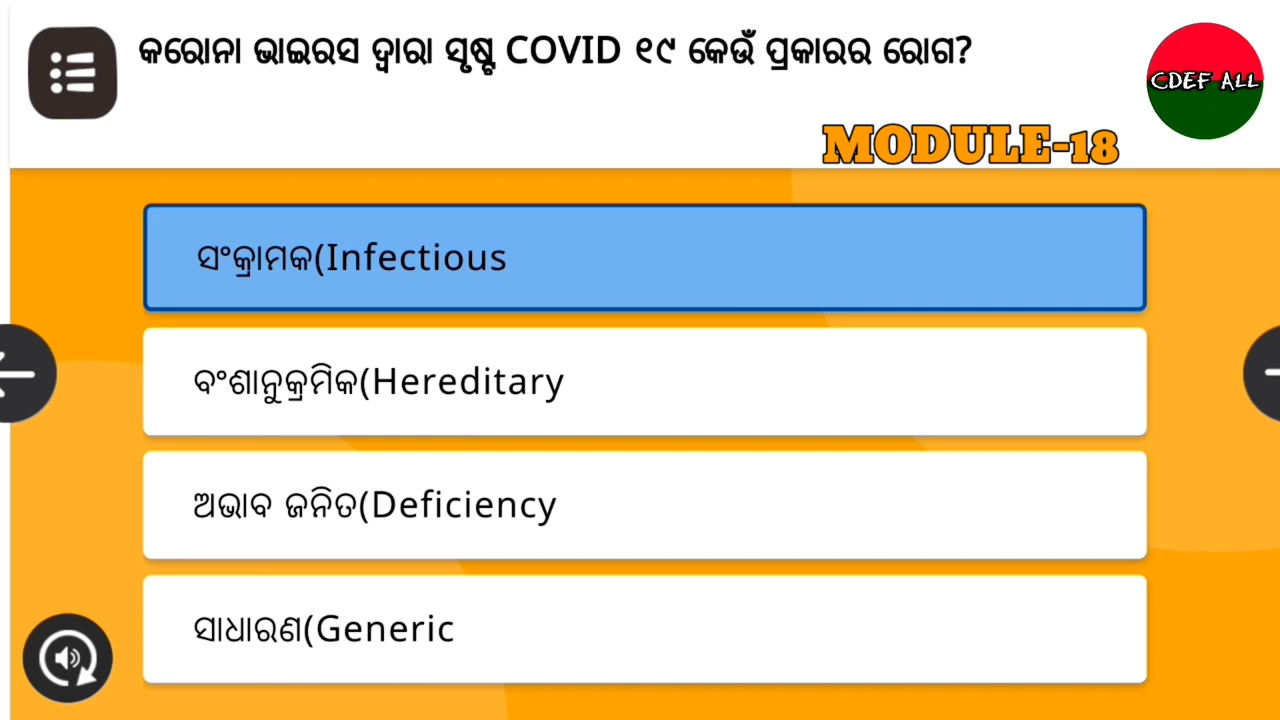 କରୋନା ଭାଇରସ ଦ୍ୱାରା ସୃଷ୍ଟ COVID ୧୯ କେଉଁ ପ୍ରକାରର ରୋଗ?
CDEF ALL
MODULE-18
ସଂକ୍ରାମକ(Infectious
ବଂଶାନୁକ୍ରମିକ(Hereditary
ଅଭାବ ଜନିତ(Deficiency
ସାଧାରଣ(Generic